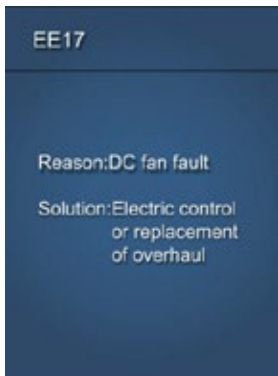 EE17
Reason:DC fan fault
Solution:Electric control
or replacement
of overhaul